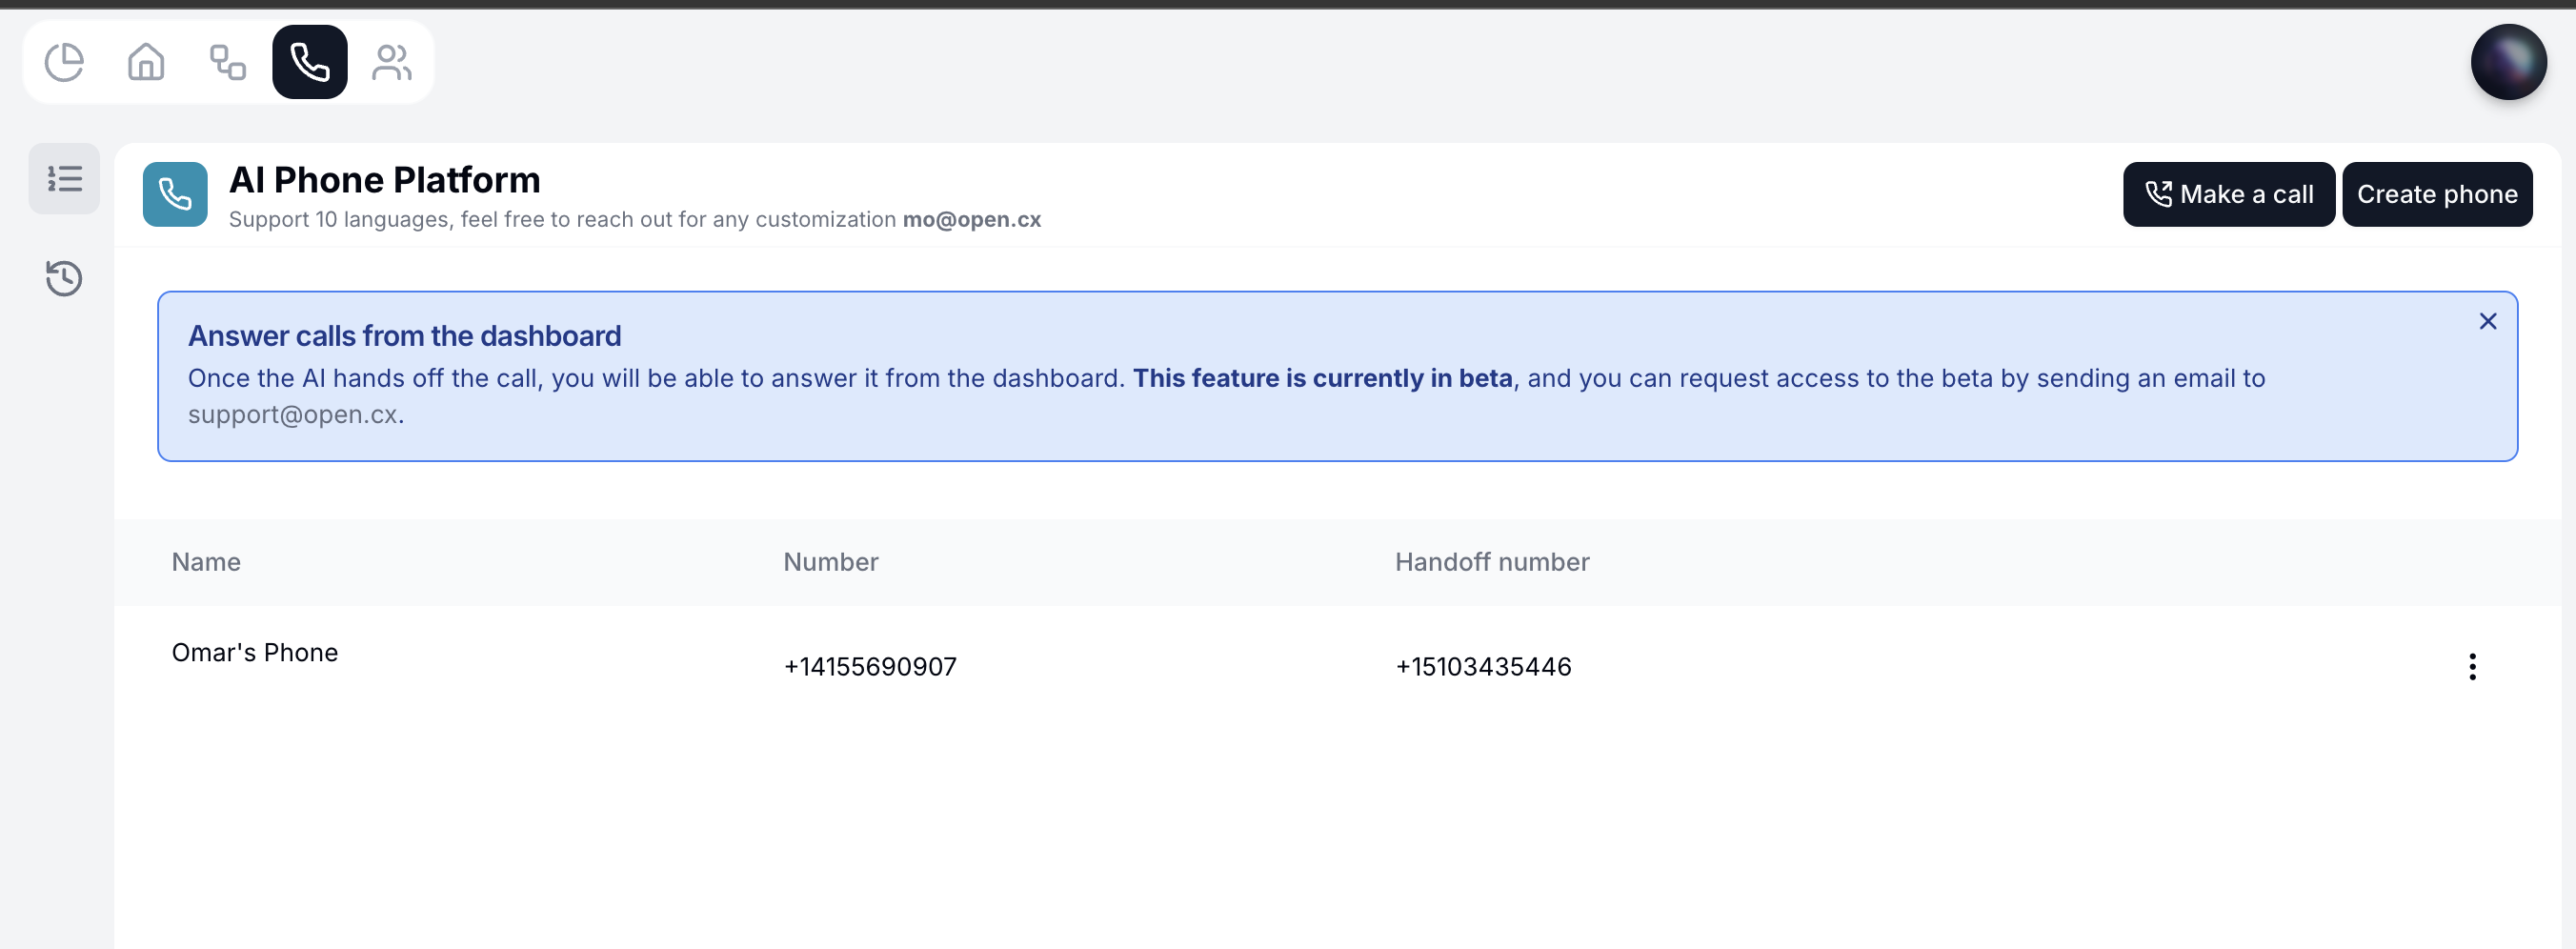 AI Phone Platform
Support 10 languages, feel free to reach out for any customization mo@open.cx
Make a call
Create phone
Answer calls from the dashboard
Once the AI hands off the call, you will be able to answer it from the dashboard. This feature is currently in beta, and you can request access to the beta by sending an email to
support@open.cx.
Name Number Handoff number
Omar's Phone +14155690907 +15103435446